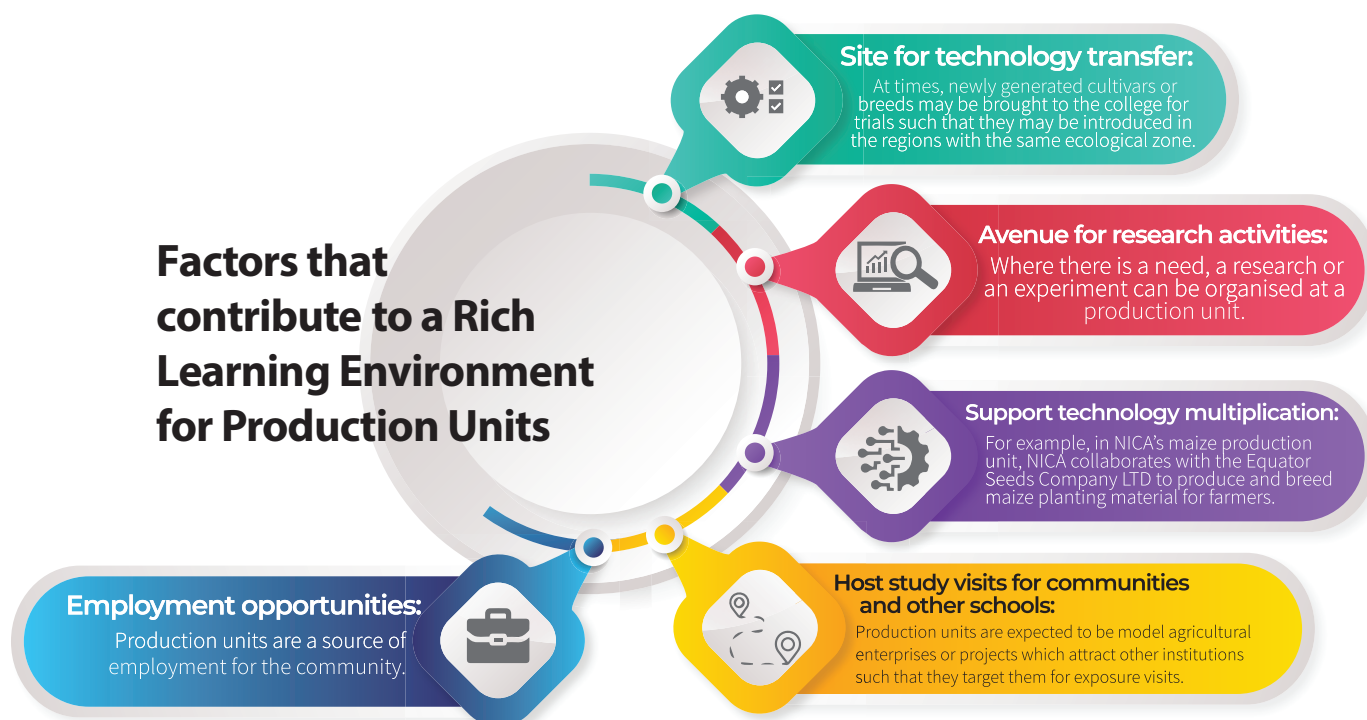 Factors that
contribute to a Rich
Learning Environment
for Production Units
Site for technology transfer:
At times, newly generated cultivars or
breeds may be brought to the college for
trials such that they may be introduced in
the regions with the same ecological zone.
Avenue for research activities:
Where there is a need, a research or
an experiment can be organised at a
production unit.
Support technology multiplication:
For example, in NICA’s maize production
unit, NICA collaborates with the Equator
Seeds Company LTD to produce and breed
maize planting material for farmers.
Host study visits for communities
and other schools:
Production units are expected to be model agricultural
enterprises or projects which attract other institutions
such that they target them for exposure visits.
Employment opportunities:
Production units are a source of
employment for the community.